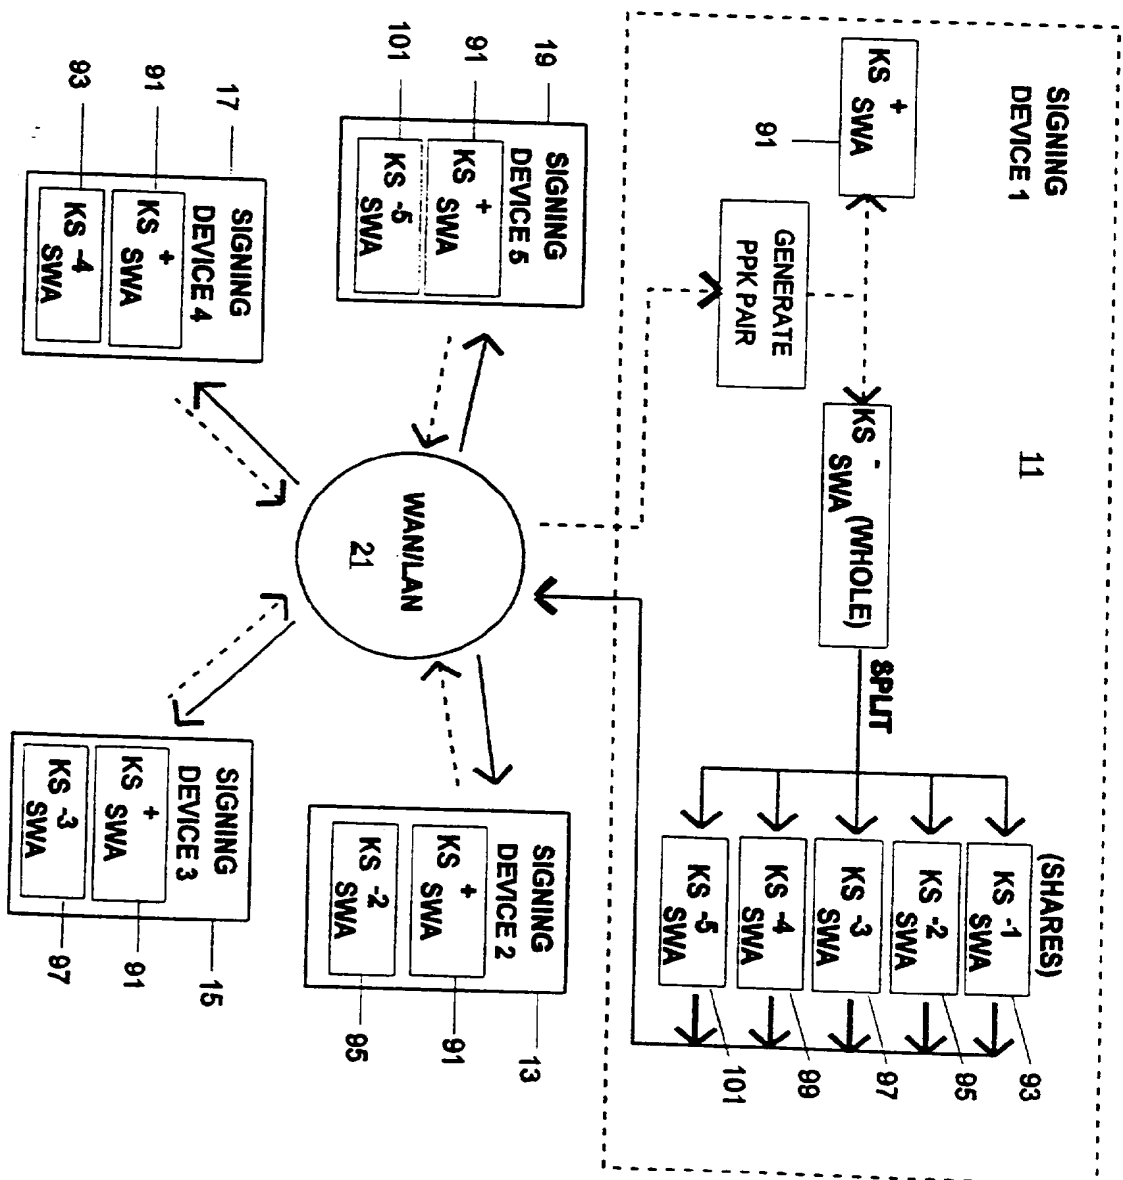 SIGNING
DEVICE 1
11
(SHARES)
KS +
SWA
91
GENERATE
PPK PAIR
KS -
SWA (WHOLE)
SPLIT
KS -1
SWA
93
KS -2
SWA
95
KS -3
SWA
97
KS -4
SWA
99
KS -5
SWA
101
WAN/LAN
21
19
SIGNING
DEVICE 5
91
KS +
SWA
101
KS -5
SWA
SIGNING
DEVICE 2
13
KS +
SWA
91
KS -2
SWA
95
17
SIGNING
DEVICE 4
91
KS +
SWA
93
KS -4
SWA
SIGNING
DEVICE 3
15
KS +
SWA
91
KS -3
SWA
97